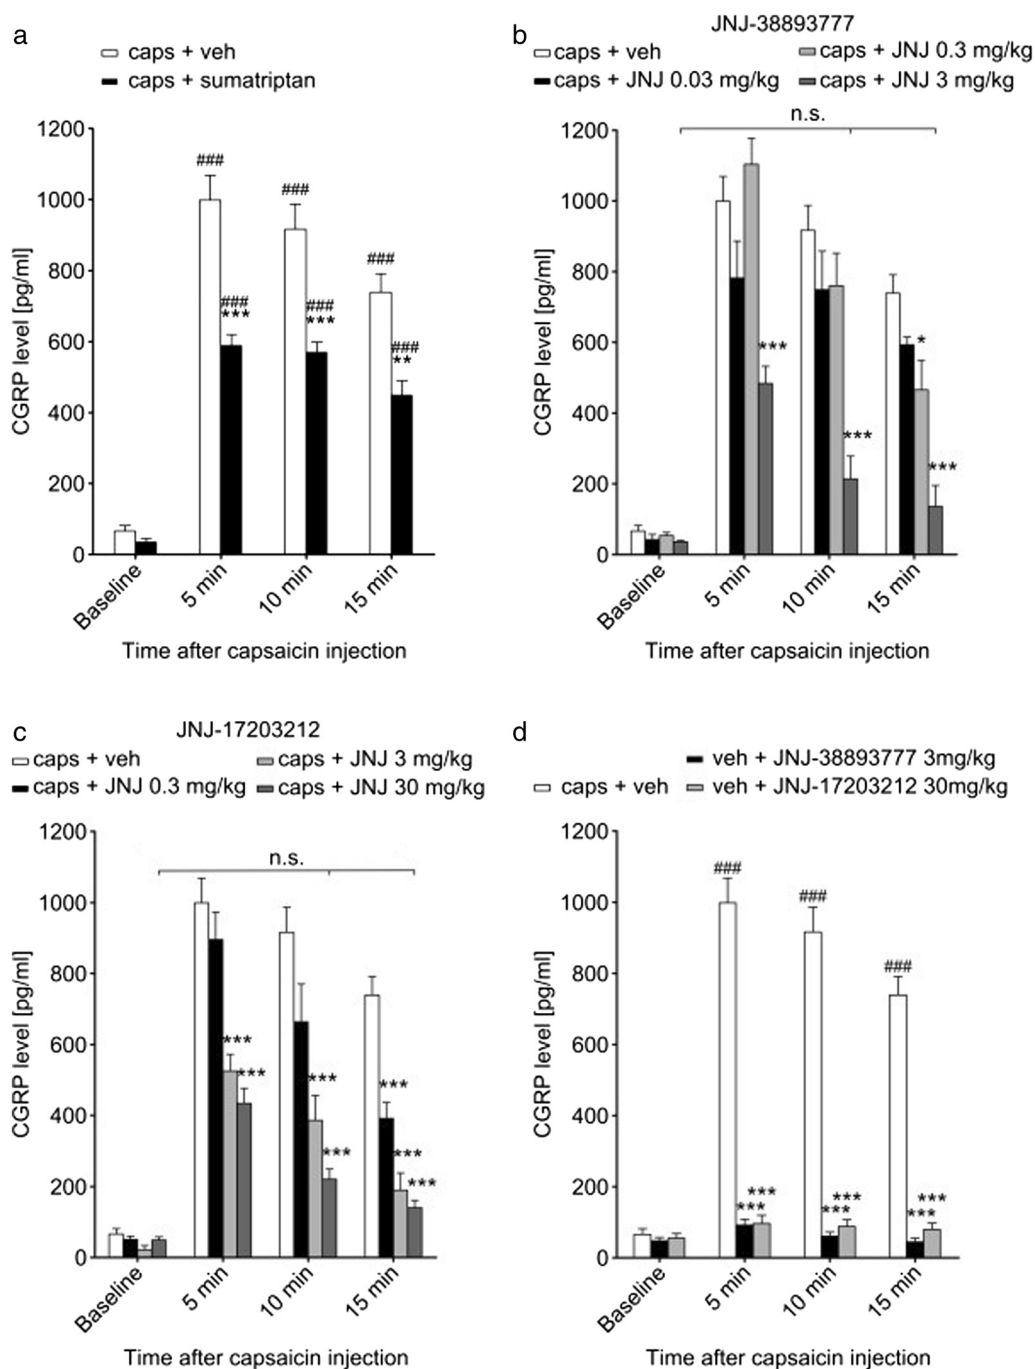 a
caps + veh
caps + sumatriptan
1200
1000
800
600
400
200
0
CGRP level [pg/ml]
###
###
###
###
***
###
***
###
**
Baseline
5 min
10 min
15 min
Time after capsaicin injection
b
JNJ-38893777
caps + veh
caps + JNJ 0.3 mg/kg
caps + JNJ 0.03 mg/kg
caps + JNJ 3 mg/kg
n.s.
1200
1000
800
600
400
200
0
CGRP level [pg/ml]
***
***
*
***
Baseline
5 min
10 min
15 min
Time after capsaicin injection
c
JNJ-17203212
caps + veh
caps + JNJ 3 mg/kg
caps + JNJ 0.3 mg/kg
caps + JNJ 30 mg/kg
n.s.
1200
1000
800
600
400
200
0
CGRP level [pg/ml]
***
***
***
***
***
***
***
Baseline
5 min
10 min
15 min
Time after capsaicin injection
d
veh + JNJ-38893777 3mg/kg
caps + veh
veh + JNJ-17203212 30mg/kg
1200
1000
800
600
400
200
0
CGRP level [pg/ml]
###
###
###
***
***
***
***
***
***
Baseline
5 min
10 min
15 min
Time after capsaicin injection